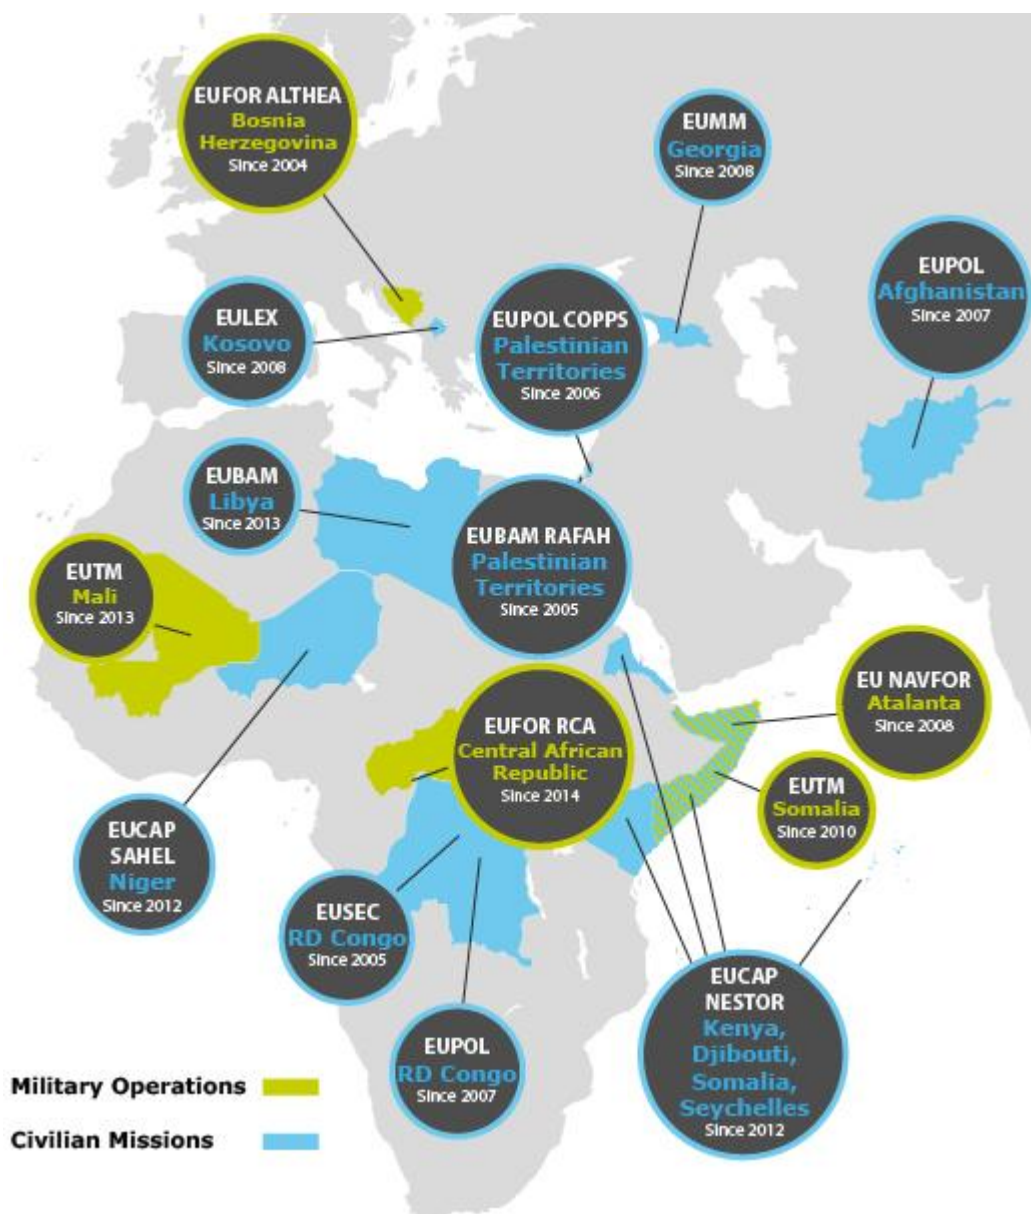 EUFOR ALTHEA
Bosnia
Herzegovina
Since 2004
EUMM
Georgia
Since 2008
EUPOL
Afghanistan
Since 2007
EULEX
Kosovo
Since 2008
EUPOL COPPS
Palestinian
Territories
Since 2006
EUBAM
Libya
Since 2013
EUBAM RAFAH
Palestinian
Territories
Since 2005
EUTM
Mali
Since 2013
EU NAVFOR
Atalanta
Since 2008
EUFOR RCA
Central African
Republic
Since 2014
EUTM
Somalia
Since 2010
EUCAP
SAHEL
Niger
Since 2012
EUSEC
RD Congo
Since 2005
EUCAP
NESTOR
Kenya,
Djibouti,
Somalia,
Seychelles
Since 2012
EUPOL
RD Congo
Since 2007
Military Operations
Civilian Missions